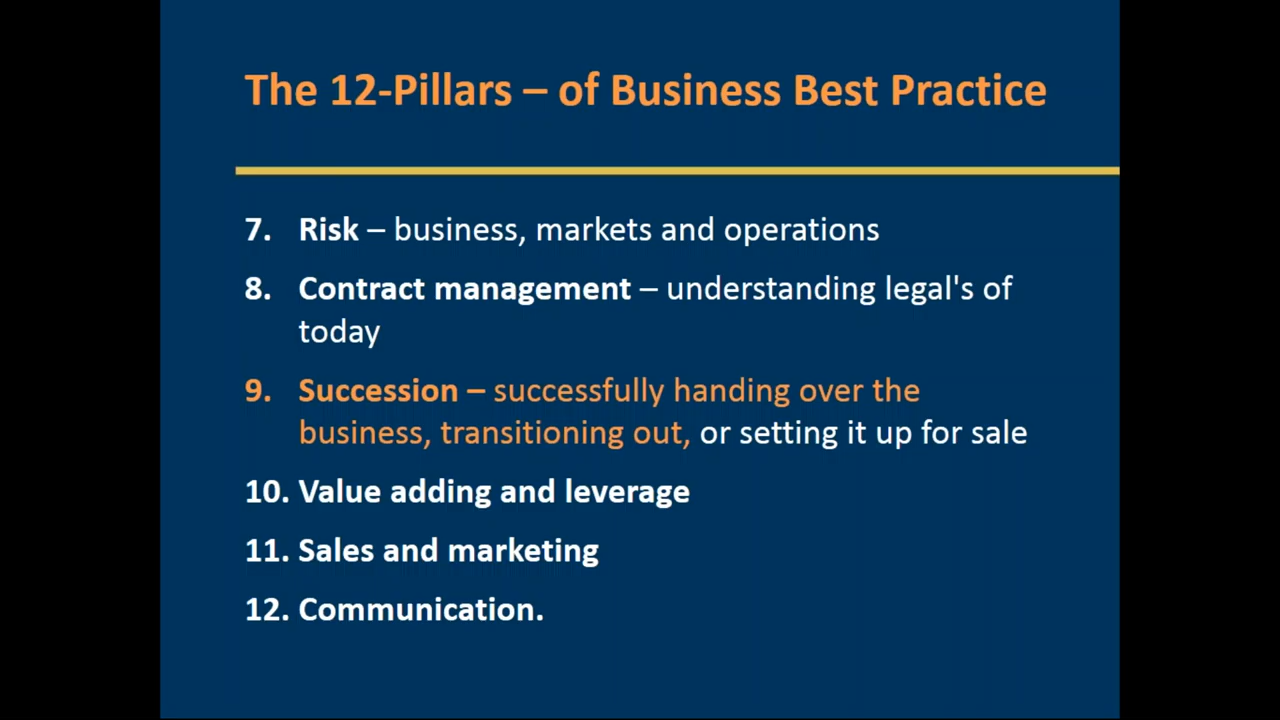 The 12-Pillars – of Business Best Practice
7. Risk – business, markets and operations
8. Contract management – understanding legal's of
today
9. Succession – successfully handing over the
business, transitioning out, or setting it up for sale
10. Value adding and leverage
11. Sales and marketing
12. Communication.